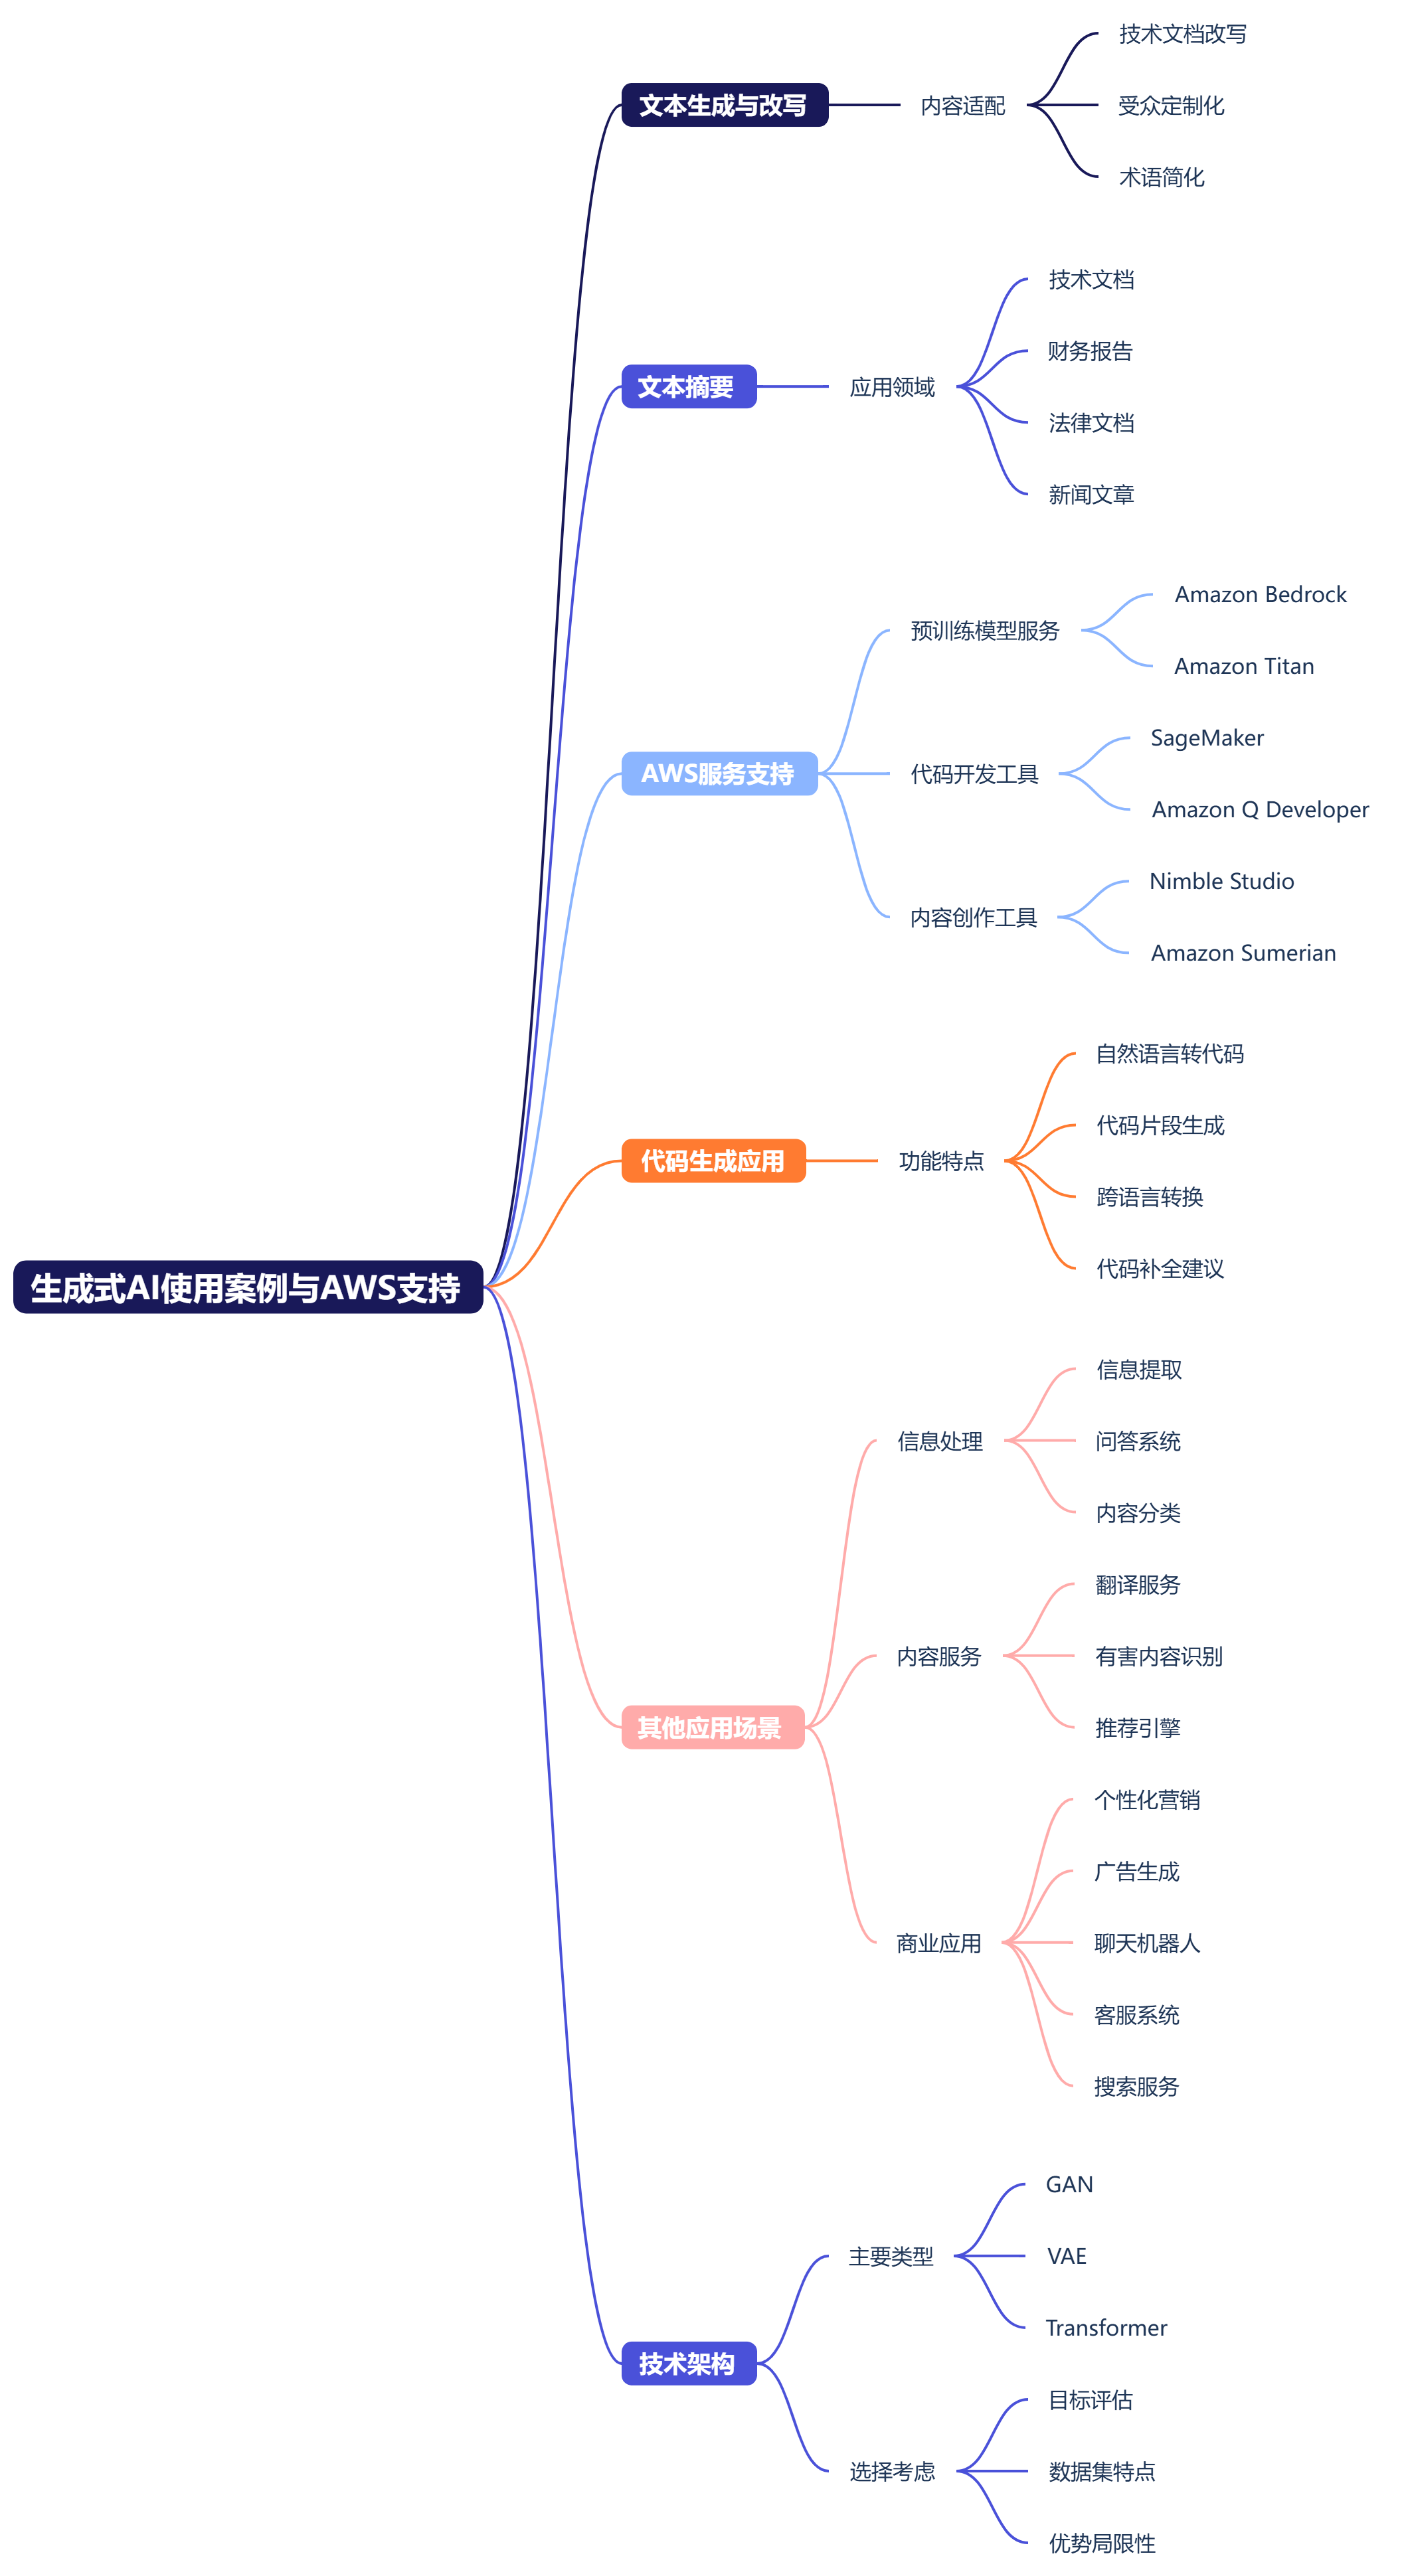 生成式AI使用案例与AWS支持
文本生成与改写
内容适配
技术文档改写
受众定制化
术语简化
文本摘要
应用领域
技术文档
财务报告
法律文档
新闻文章
AWS服务支持
预训练模型服务
Amazon Bedrock
Amazon Titan
代码开发工具
SageMaker
Amazon Q Developer
内容创作工具
Nimble Studio
Amazon Sumerian
代码生成应用
功能特点
自然语言转代码
代码片段生成
跨语言转换
代码补全建议
其他应用场景
信息处理
信息提取
问答系统
内容分类
内容服务
翻译服务
有害内容识别
推荐引擎
商业应用
个性化营销
广告生成
聊天机器人
客服系统
搜索服务
技术架构
主要类型
GAN
VAE
Transformer
选择考虑
目标评估
数据集特点
优势局限性